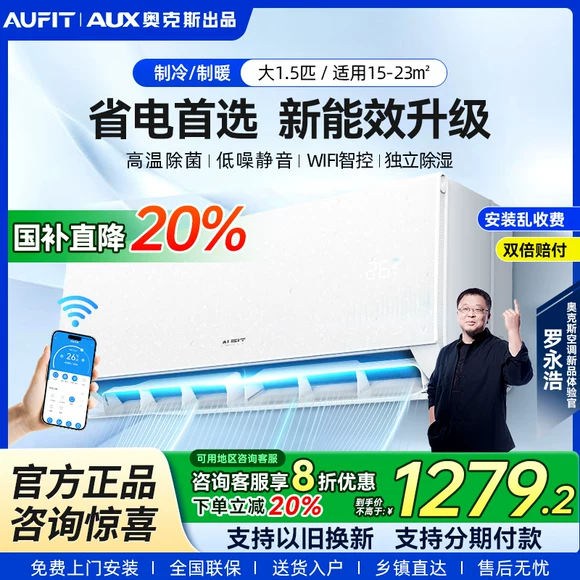 AUFIT | AUX奥克斯出品
制冷/制暖 大1.5匹 / 适用15-23㎡
省电首选 新能效升级
高温除菌|低噪静音|WIFI智控|独立除湿
国补直降 20%
安装乱收费
双倍赔付
26
AUFIT
26
奥克斯空调新品体验官
罗永浩
可用地区咨询客服
官方正品
咨询惊喜
咨询客服享8折优惠
下单立减20%
到手价
不高于:¥
1279.2
支持以旧换新 支持分期付款
免费上门安装 | 全国联保 | 送货入户 | 乡镇直达 | 售后无忧